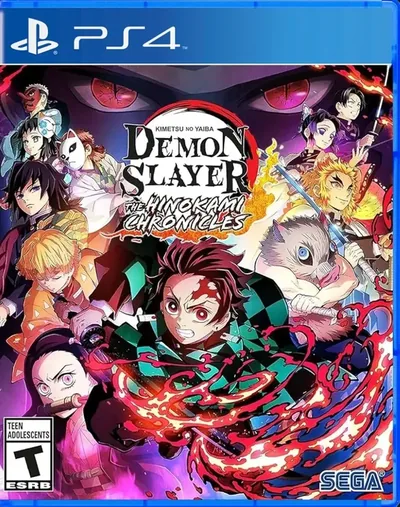 PS4
KIMETSU NO YAIBA
DEMON
SLAYER
THE HINOKAMI
CHRONICLES
TEEN
ADOLESCENTS
T
ESRB
SEGA